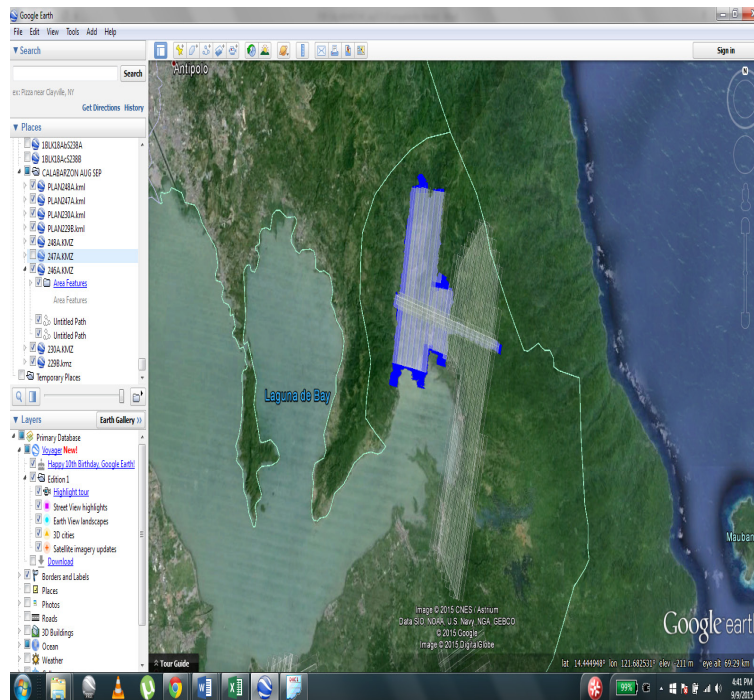 Google Earth
File Edit View Tools Add Help
Search
Sign in
Search
ex: Pizza near Clayville, NY
Get Directions History
Places
1BLK18AbS238A
1BLK18AcS238B
CALABARZON AUG SEP
PLAN248A.kml
PLAN247A.kml
PLAN230A.kml
PLAN229B.kml
248A.KMZ
247A.KMZ
246A.KMZ
Area Features
Area Features
Untitled Path
Untitled Path
230A.KMZ
229B.kmz
Temporary Places
Layers
Earth Gallery >>
Primary Database
Voyager New!
Happy 10th Birthday, Google Earth!
Edition 1
Highlight tour
Street View highlights
Earth View landscapes
3D cities
Satellite imagery updates
Download
Borders and Labels
Places
Photos
Roads
3D Buildings
Ocean
Weather
Antipolo
N
Laguna de Bay
Mauban
Image © 2015 CNES / Astrium
Data SIO, NOAA, U.S. Navy, NGA, GEBCO
© 2015 Google
Image © 2015 DigitalGlobe
Google earth
Tour Guide
lat 14.444948° lon 121.682531° elev -211 m eye alt 69.29 km
99%
4:41 PM